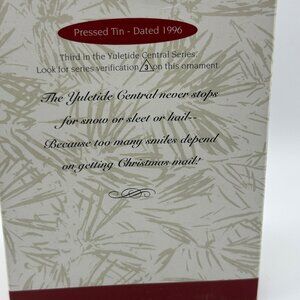 Pressed Tin - Dated 1996
Third in the Yuletide Central Series.
Look for series verification 3 on this ornament
The Yuletide Central never stops
for snow or sleet or hail--
Because too many smiles depend
on getting Christmas mail!